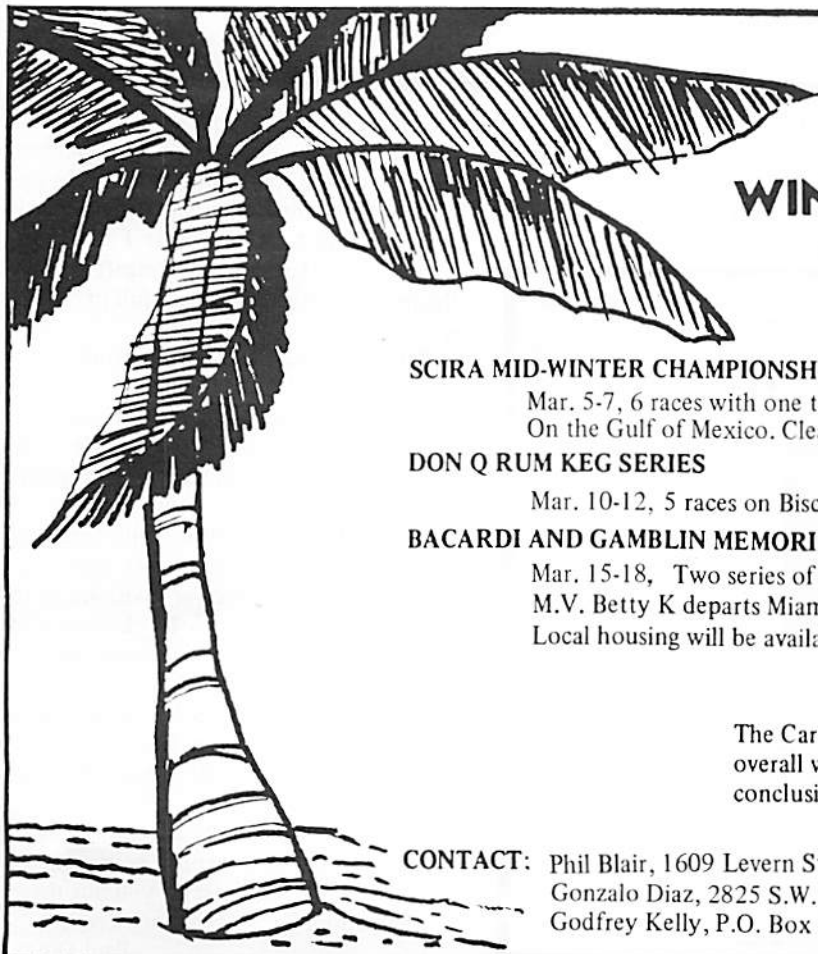 WIN
SCIRA MID-WINTER CHAMPIONSH
Mar. 5-7, 6 races with one t
On the Gulf of Mexico. Clea
DON Q RUM KEG SERIES
Mar. 10-12, 5 races on Bisc
BACARDI AND GAMBLIN MEMORI
Mar. 15-18, Two series of
M.V. Betty K departs Miam
Local housing will be availa
The Car
overall v
conclusi
CONTACT: Phil Blair, 1609 Levern S
Gonzalo Diaz, 2825 S.W.
Godfrey Kelly, P.O. Box